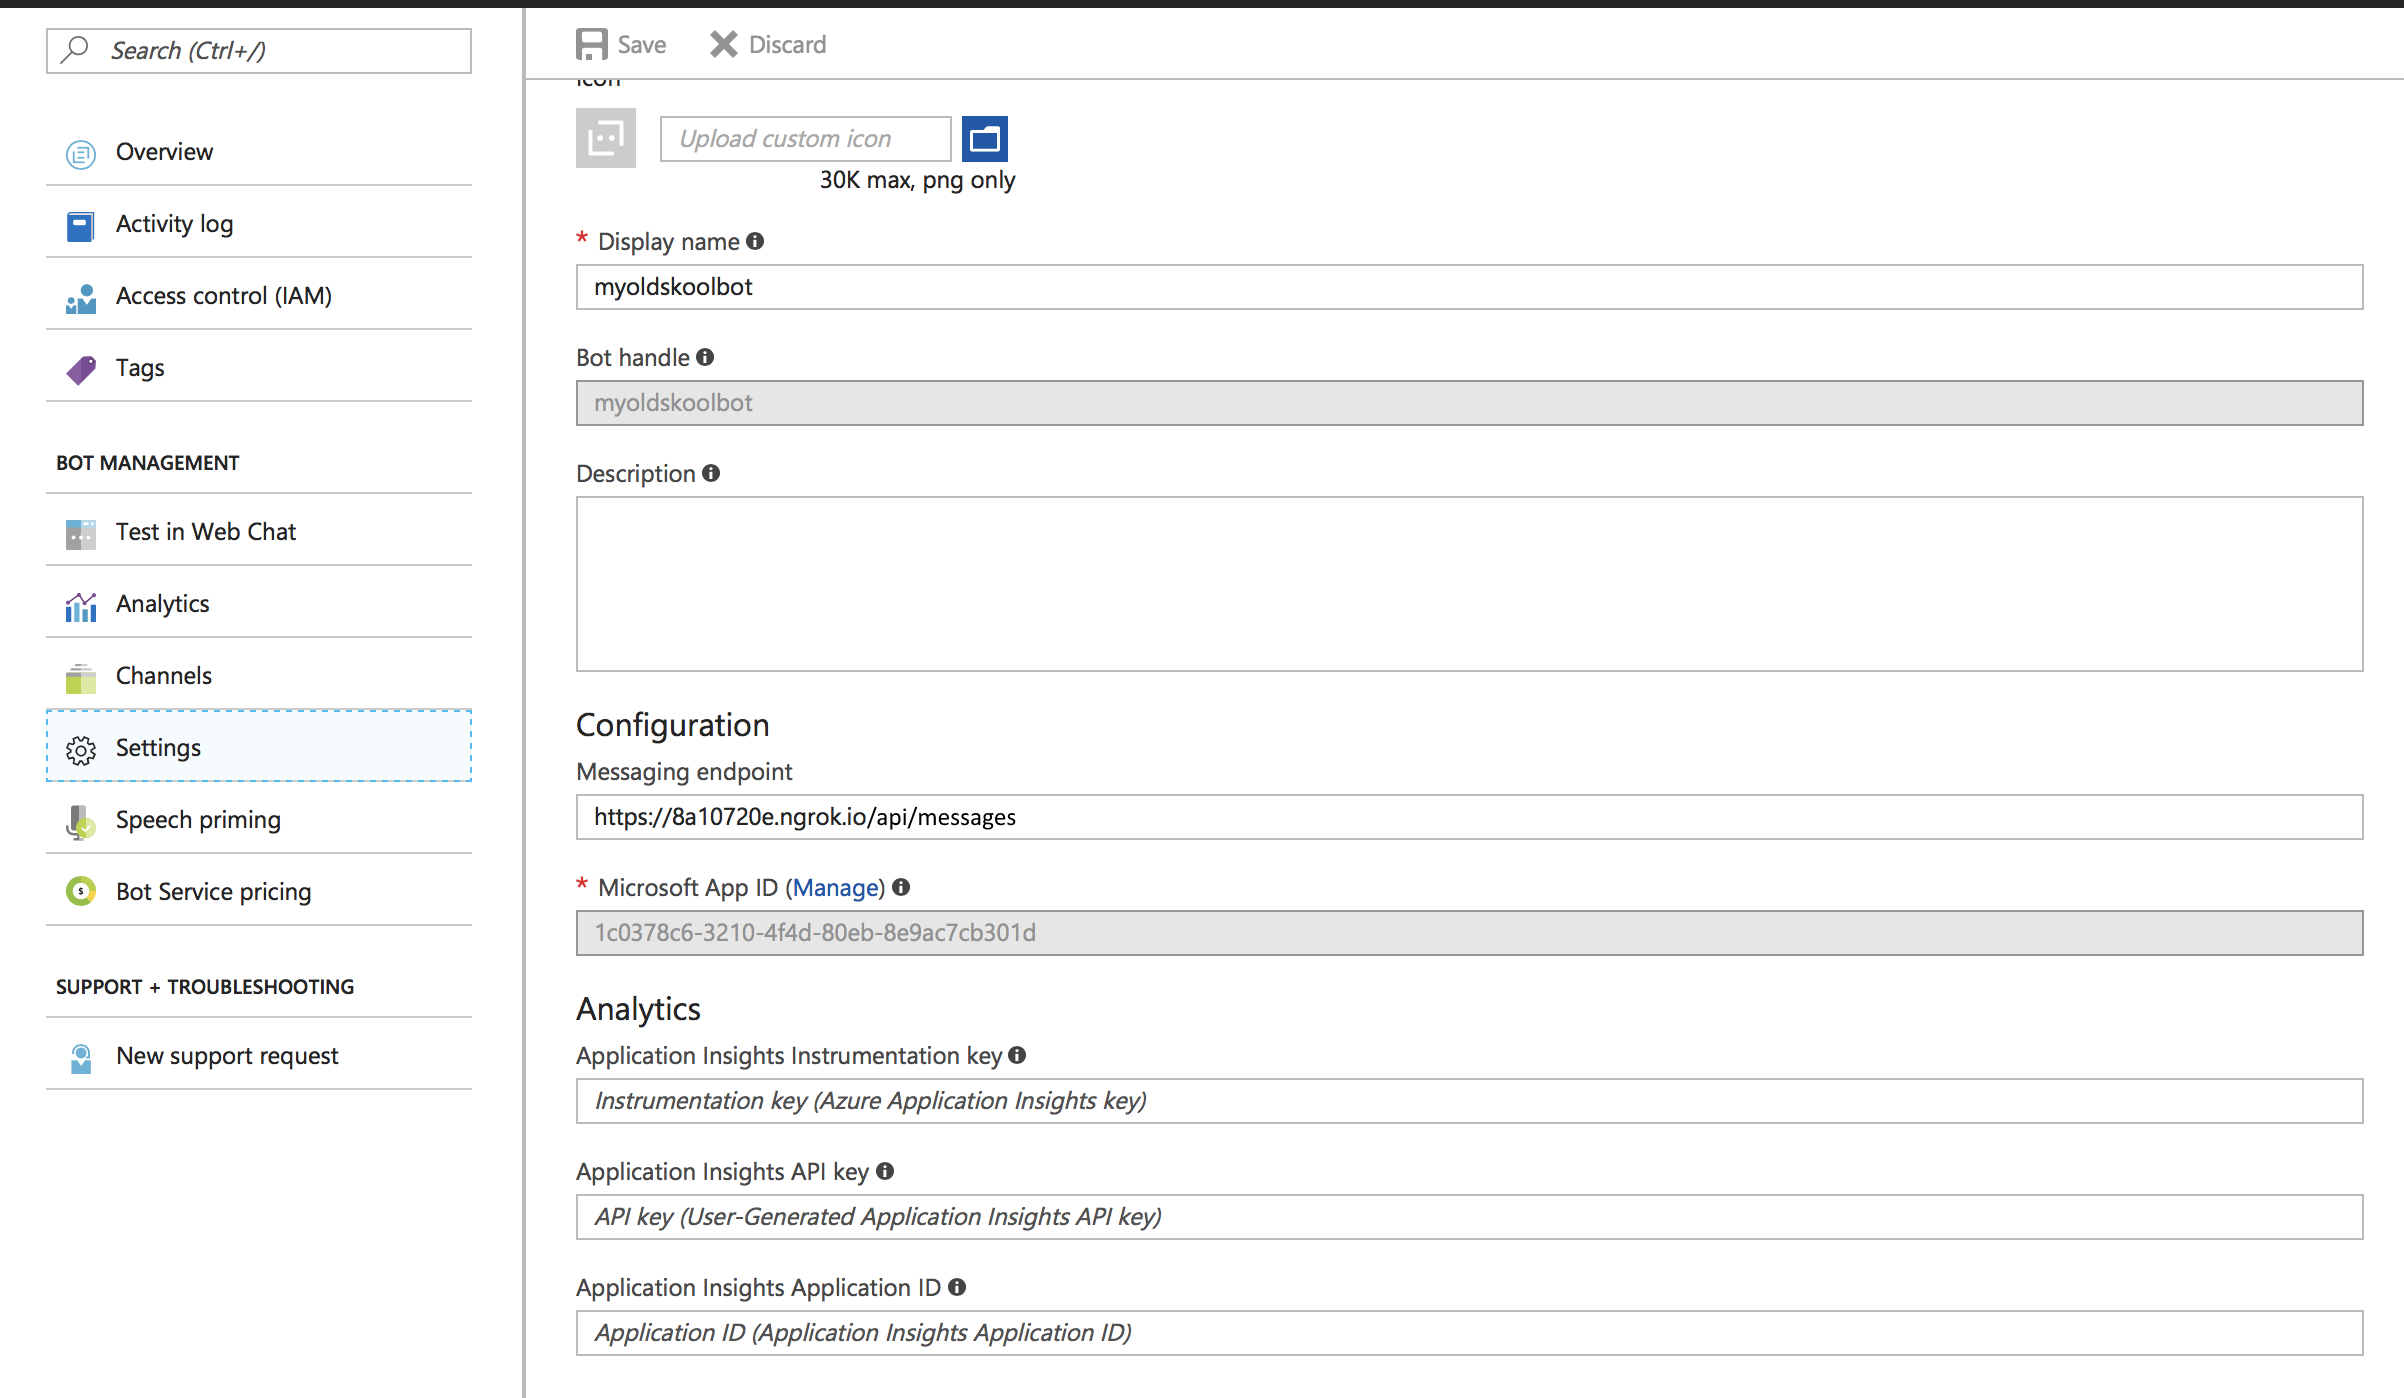 Search (Ctrl+/)
Overview
Activity log
Access control (IAM)
Tags
BOT MANAGEMENT
Test in Web Chat
Analytics
Channels
Settings
Speech priming
Bot Service pricing
SUPPORT + TROUBLESHOOTING
New support request
Save Discard
Icon
Upload custom icon
30K max, png only
* Display name
myoldskoolbot
Bot handle
myoldskoolbot
Description
Configuration
Messaging endpoint
https://8a10720e.ngrok.io/api/messages
* Microsoft App ID (Manage)
1c0378c6-3210-4f4d-80eb-8e9ac7cb301d
Analytics
Application Insights Instrumentation key
Instrumentation key (Azure Application Insights key)
Application Insights API key
API key (User-Generated Application Insights API key)
Application Insights Application ID
Application ID (Application Insights Application ID)